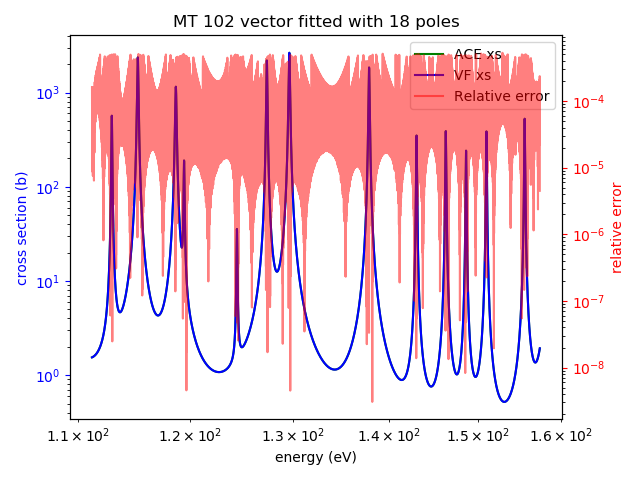 MT 102 vector fitted with 18 poles
ACE xs
VF xs
Relative error
10³
10²
10¹
10⁰
cross section (b)
10⁻⁴
10⁻⁵
10⁻⁶
10⁻⁷
10⁻⁸
relative error
1.1 × 10² 1.2 × 10² 1.3 × 10² 1.4 × 10² 1.5 × 10² 1.6 × 10²
energy (eV)